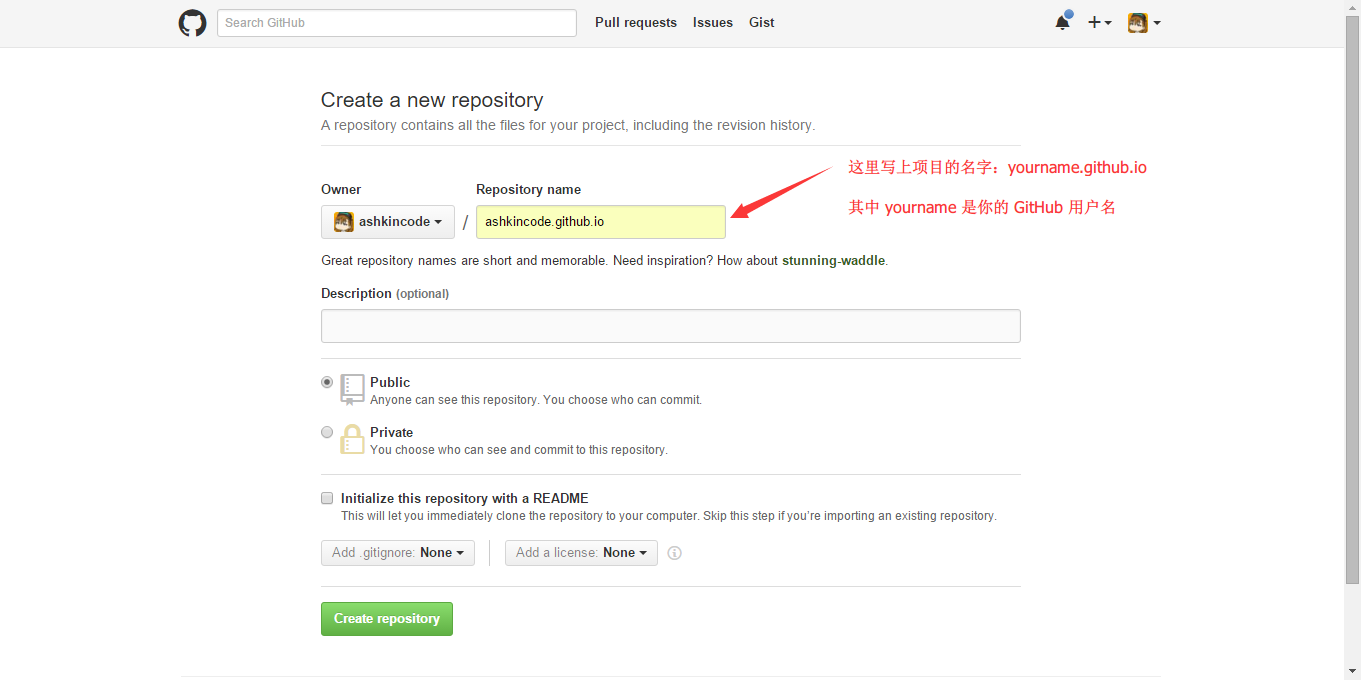 Search GitHub
Pull requests Issues Gist
Create a new repository
A repository contains all the files for your project, including the revision history.
这里写上项目的名字：yourname.github.io
其中 yourname 是你的 GitHub 用户名
Owner Repository name
ashkincode / ashkincode.github.io
Great repository names are short and memorable. Need inspiration? How about stunning-waddle.
Description (optional)
Public
Anyone can see this repository. You choose who can commit.
Private
You choose who can see and commit to this repository.
Initialize this repository with a README
This will let you immediately clone the repository to your computer. Skip this step if you’re importing an existing repository.
Add .gitignore: None Add a license: None
Create repository